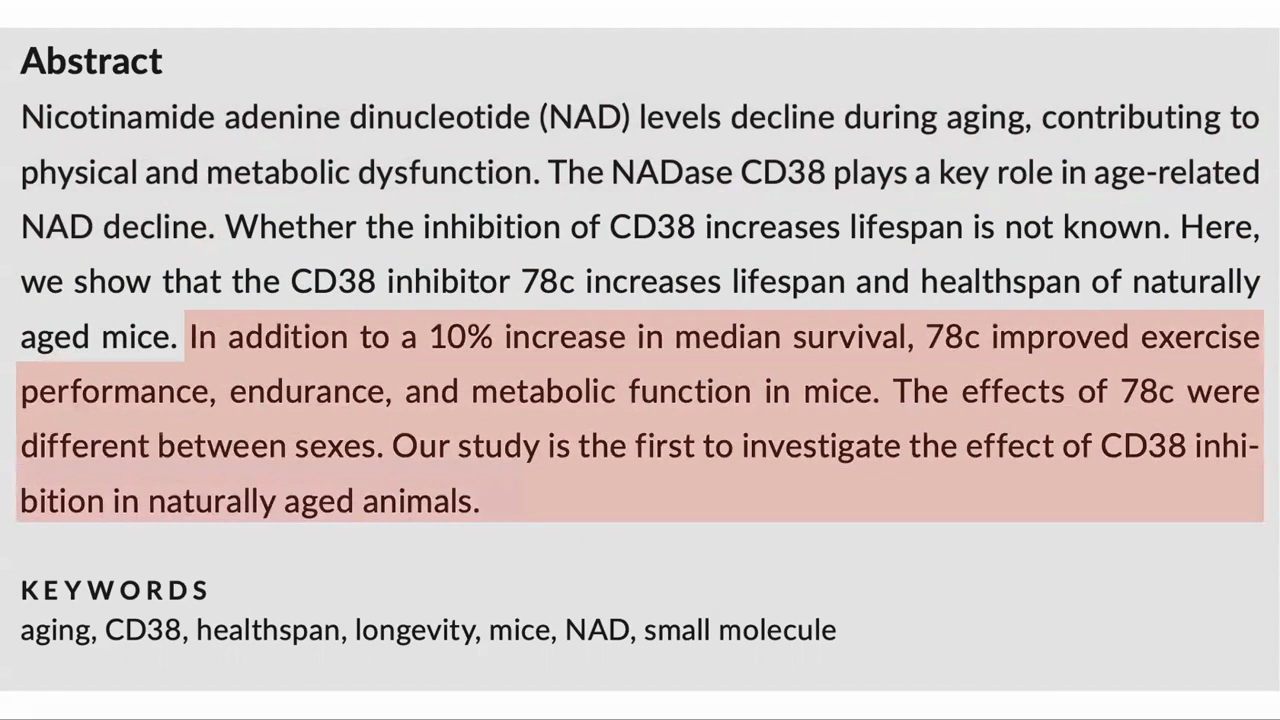 Abstract
Nicotinamide adenine dinucleotide (NAD) levels decline during aging, contributing to
physical and metabolic dysfunction. The NADase CD38 plays a key role in age-related
NAD decline. Whether the inhibition of CD38 increases lifespan is not known. Here,
we show that the CD38 inhibitor 78c increases lifespan and healthspan of naturally
aged mice. In addition to a 10% increase in median survival, 78c improved exercise
performance, endurance, and metabolic function in mice. The effects of 78c were
different between sexes. Our study is the first to investigate the effect of CD38 inhi-
bition in naturally aged animals.
KEYWORDS
aging, CD38, healthspan, longevity, mice, NAD, small molecule